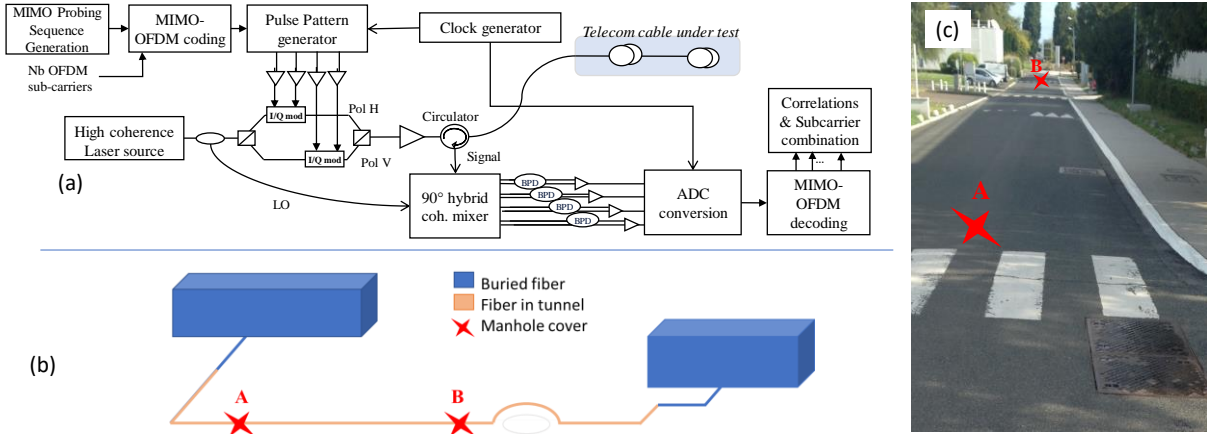 MIMO Probing
Sequence
Generation
MIMO-
OFDM coding
Pulse Pattern
generator
Clock generator
Telecom cable under test
Nb OFDM
sub-carriers
I/Q mod
Pol H
High coherence
Laser source
I/Q mod
Pol V
Circulator
Signal
Correlations
& Subcarrier
combination
...
(a)
LO
90° hybrid
coh. mixer
BPD
BPD
BPD
BPD
ADC
conversion
MIMO-
OFDM
decoding
(b)
Buried fiber
Fiber in tunnel
Manhole cover
A
B
(c)
B
A